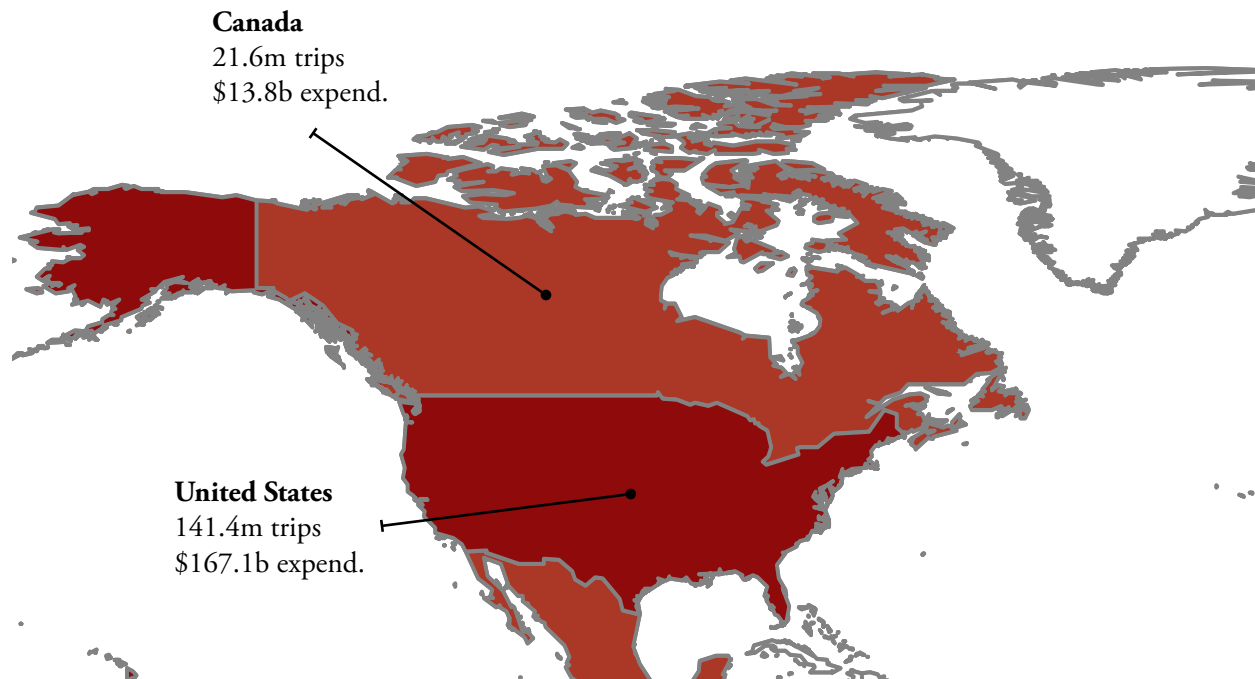 Canada
21.6m trips
$13.8b expend.
United States
141.4m trips
$167.1b expend.